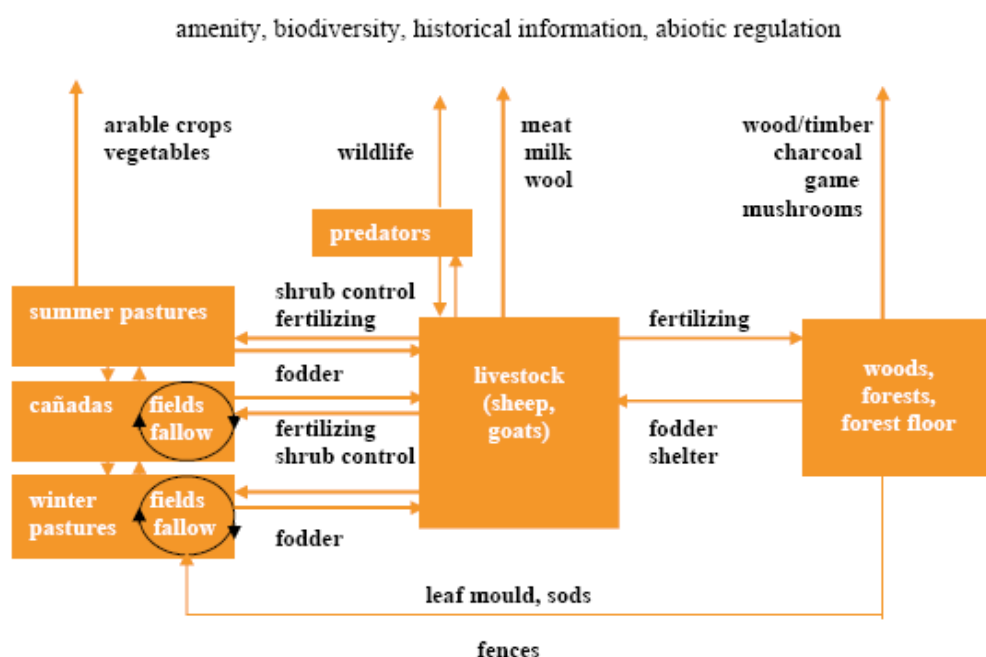 amenity, biodiversity, historical information, abiotic regulation
arable crops
vegetables
wildlife
meat
milk
wool
wood/timber
charcoal
game
mushrooms
predators
summer pastures
shrub control
fertilizing
fertilizing
fodder
livestock
(sheep,
goats)
woods,
forests,
forest floor
cañadas
fields
fallow
fertilizing
shrub control
fodder
shelter
winter
pastures
fields
fallow
fodder
leaf mould, sods
fences